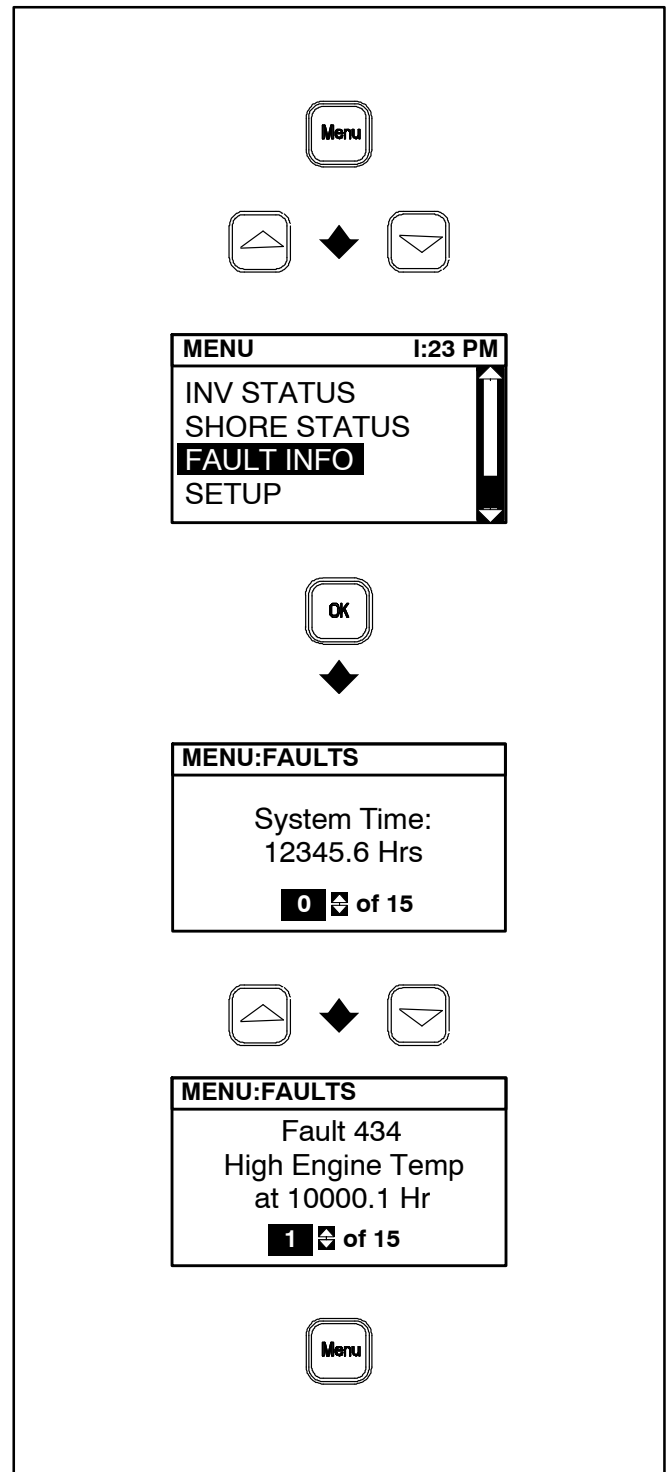 Menu
MENU I:23 PM
INV STATUS
SHORE STATUS
FAULT INFO
SETUP
OK
MENU:FAULTS
System Time:
12345.6 Hrs
0 of 15
MENU:FAULTS
Fault 434
High Engine Temp
at 10000.1 Hr
1 of 15
Menu